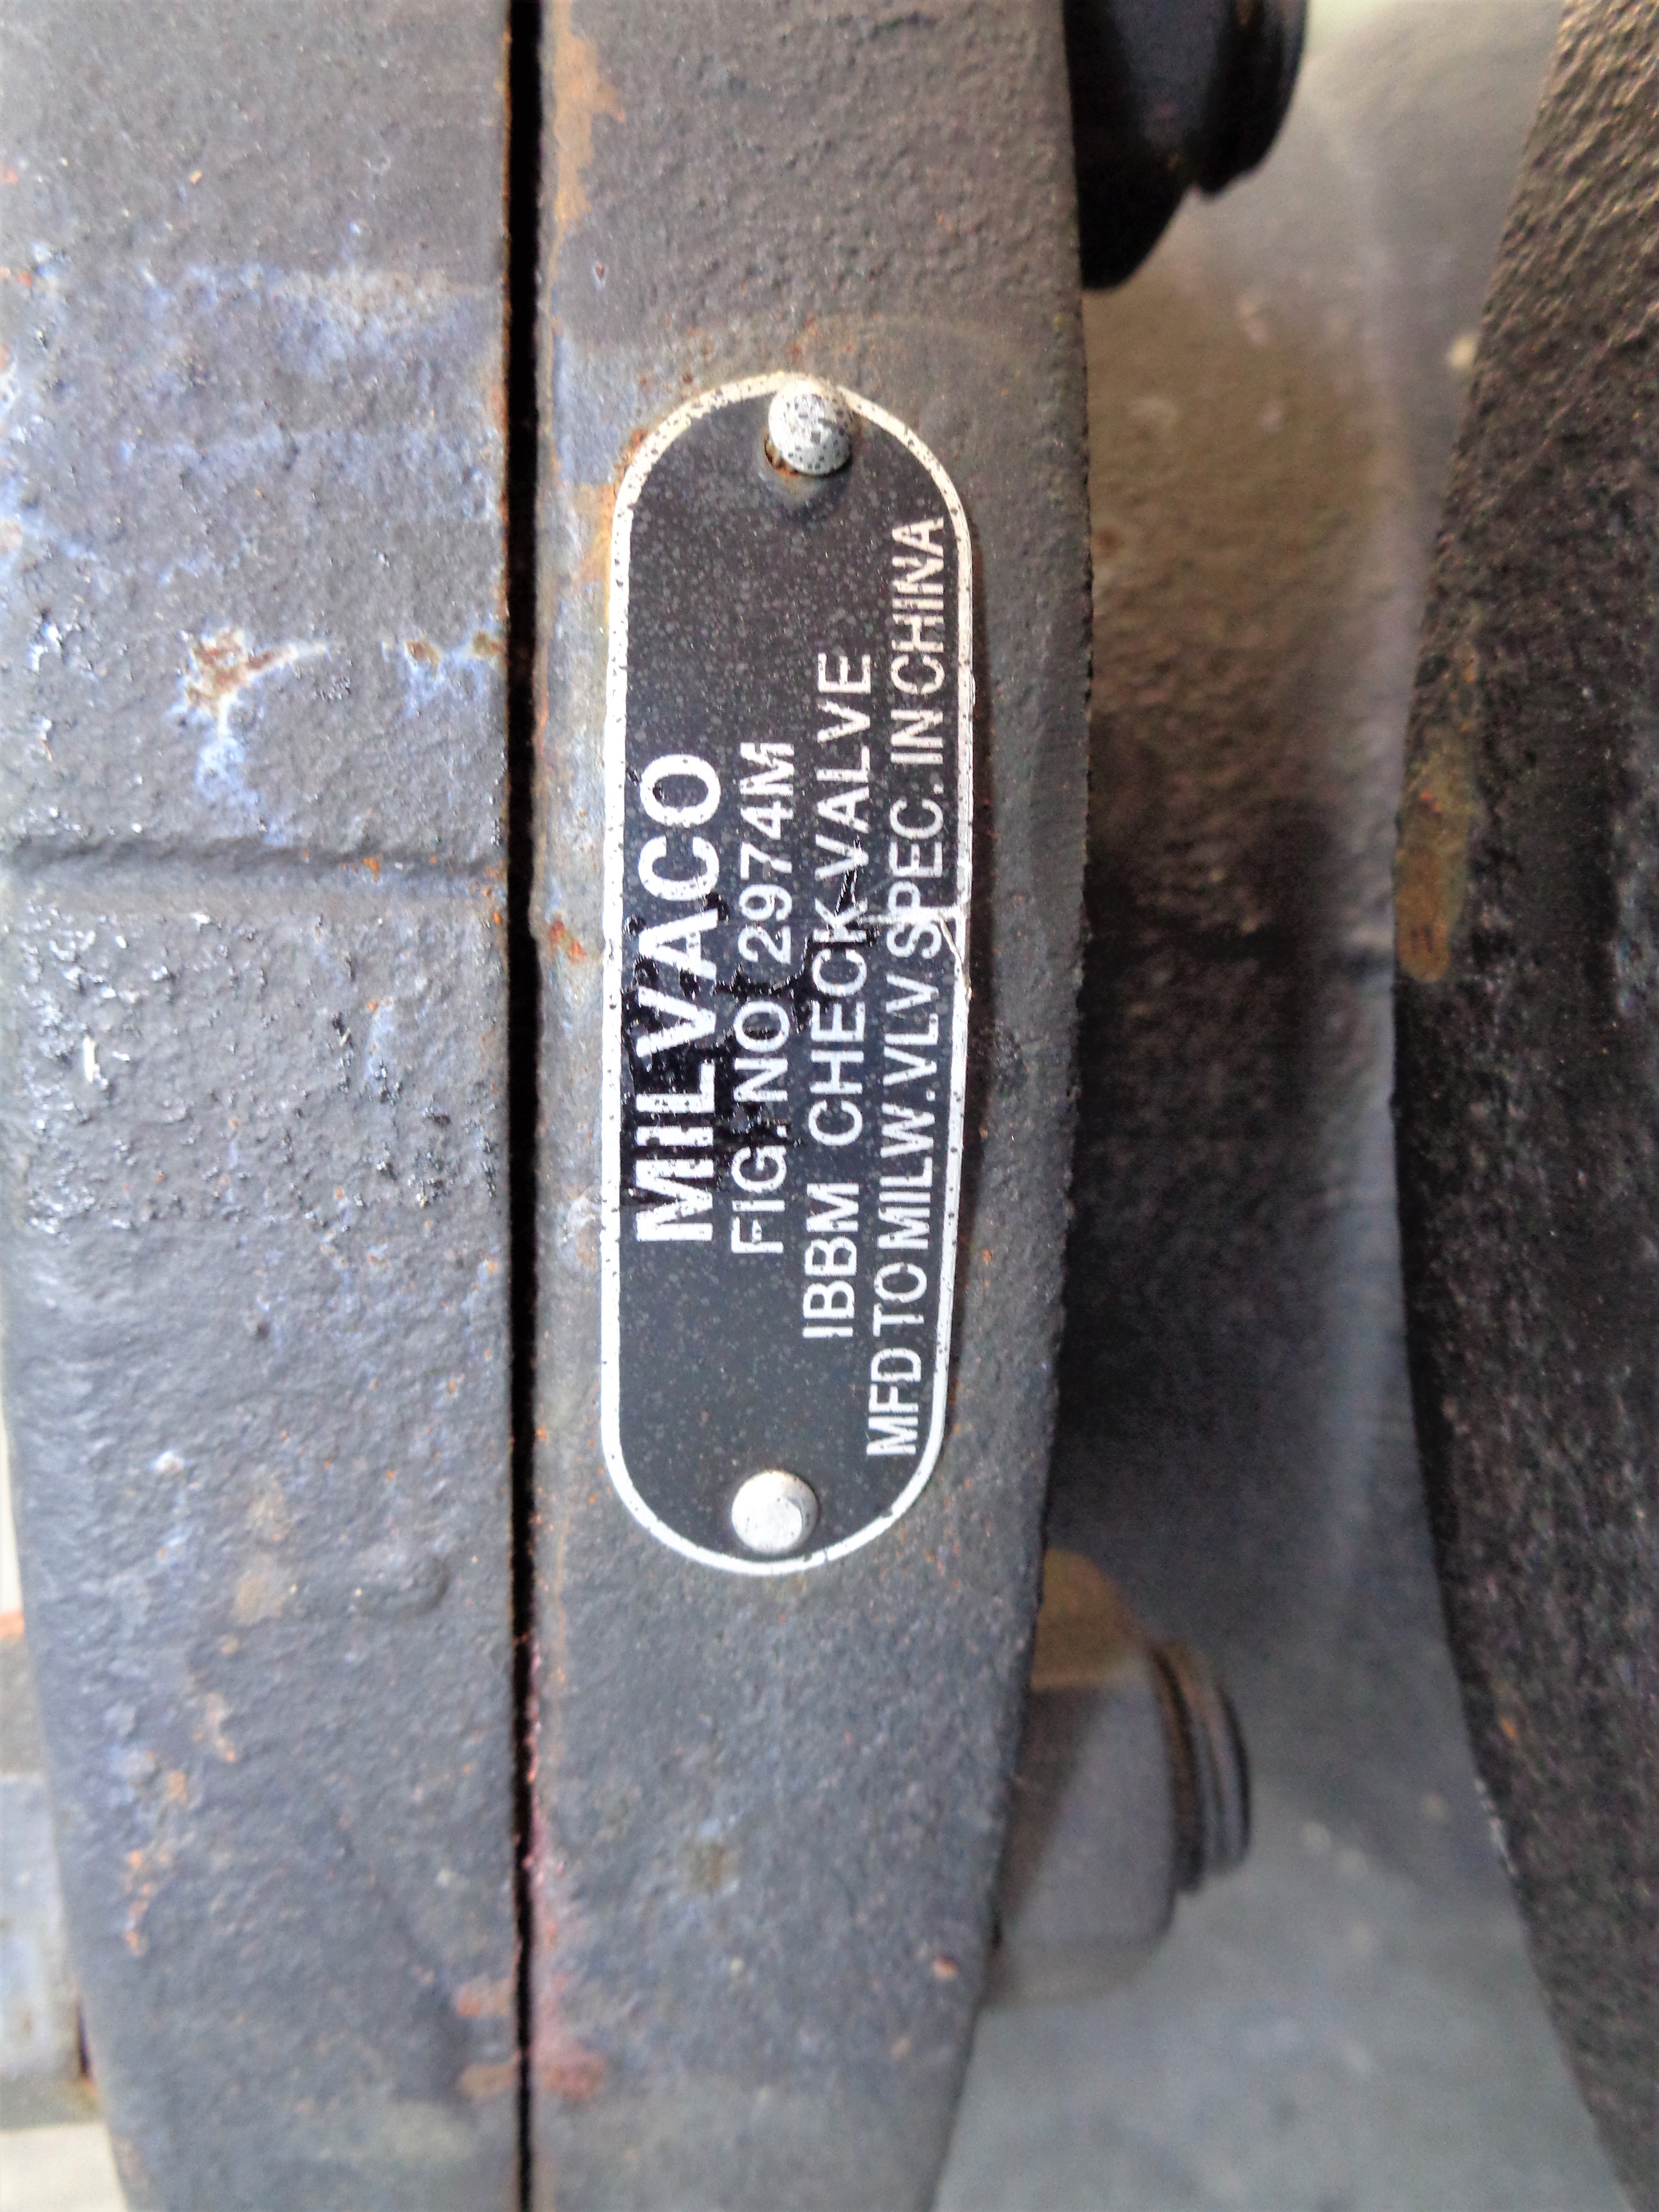 MILVACO
FIG. NO 2974M
IBBM CHECK VALVE
MFD TO MILW. VLV SPEC. IN CHINA